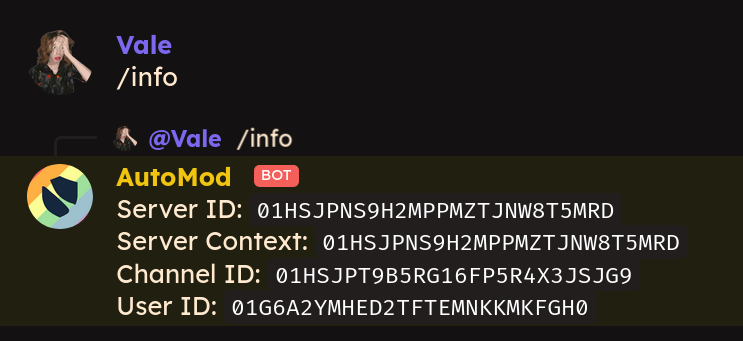 Vale
/info
@Vale /info
AutoMod BOT
Server ID: 01HSJPNS9H2MPPMZTJNW8T5MRD
Server Context: 01HSJPNS9H2MPPMZTJNW8T5MRD
Channel ID: 01HSJPT9B5RG16FP5R4X3JSJG9
User ID: 01G6A2YMHED2TFTEMNKKMKFGH0